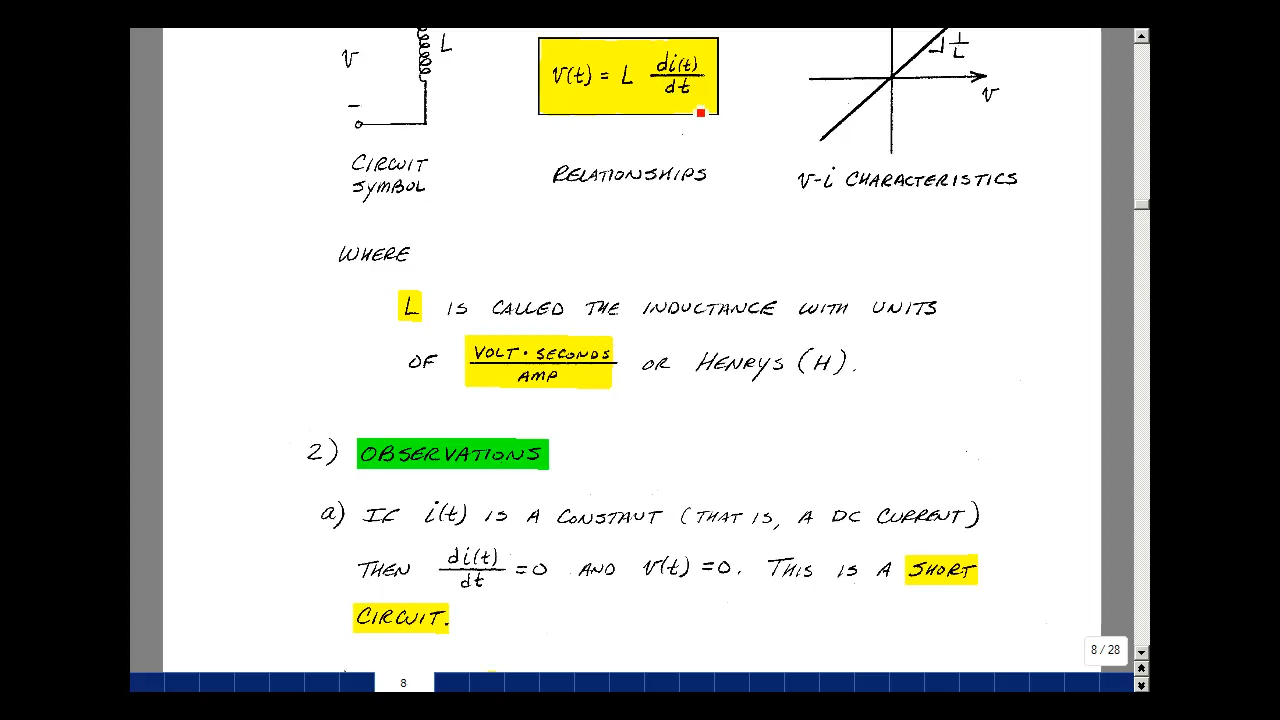 V
L
v(t) = L di(t)/dt
1/L
v
–
CIRCUIT
SYMBOL
RELATIONSHIPS
v-i CHARACTERISTICS
WHERE
L IS CALLED THE INDUCTANCE WITH UNITS
OF VOLT · SECONDS / AMP OR HENRYS (H).
2) OBSERVATIONS
a) IF i(t) IS A CONSTANT (THAT IS, A DC CURRENT)
THEN di(t)/dt = 0 AND v(t) = 0. THIS IS A SHORT
CIRCUIT.
8 / 28
8